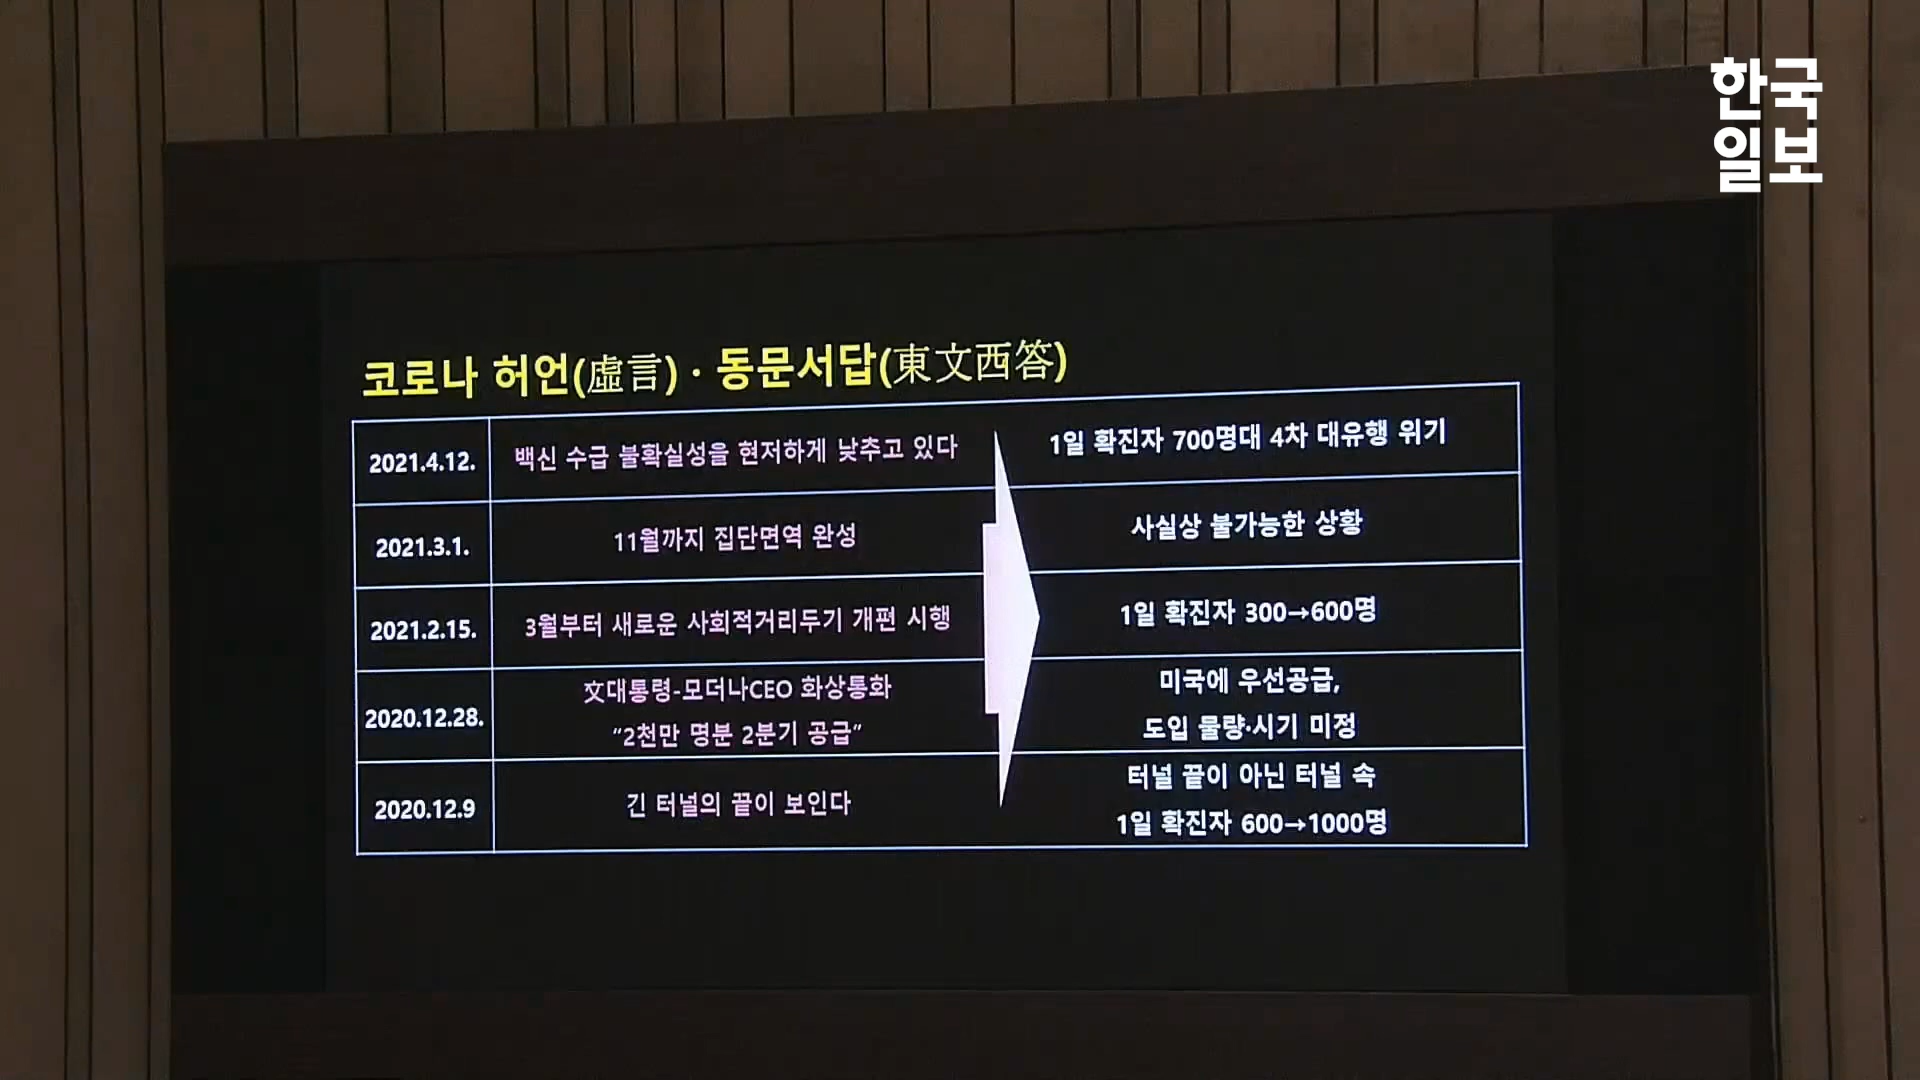 한국
일보
코로나 허언(虛言) · 동문서답(東文西答)
2021.4.12. 백신 수급 불확실성을 현저하게 낮추고 있다 1일 확진자 700명대 4차 대유행 위기
2021.3.1. 11월까지 집단면역 완성 사실상 불가능한 상황
2021.2.15. 3월부터 새로운 사회적거리두기 개편 시행 1일 확진자 300→600명
2020.12.28. 文대통령-모더나CEO 화상통화
"2천만 명분 2분기 공급"
미국에 우선공급,
도입 물량·시기 미정
2020.12.9 긴 터널의 끝이 보인다
터널 끝이 아닌 터널 속
1일 확진자 600→1000명